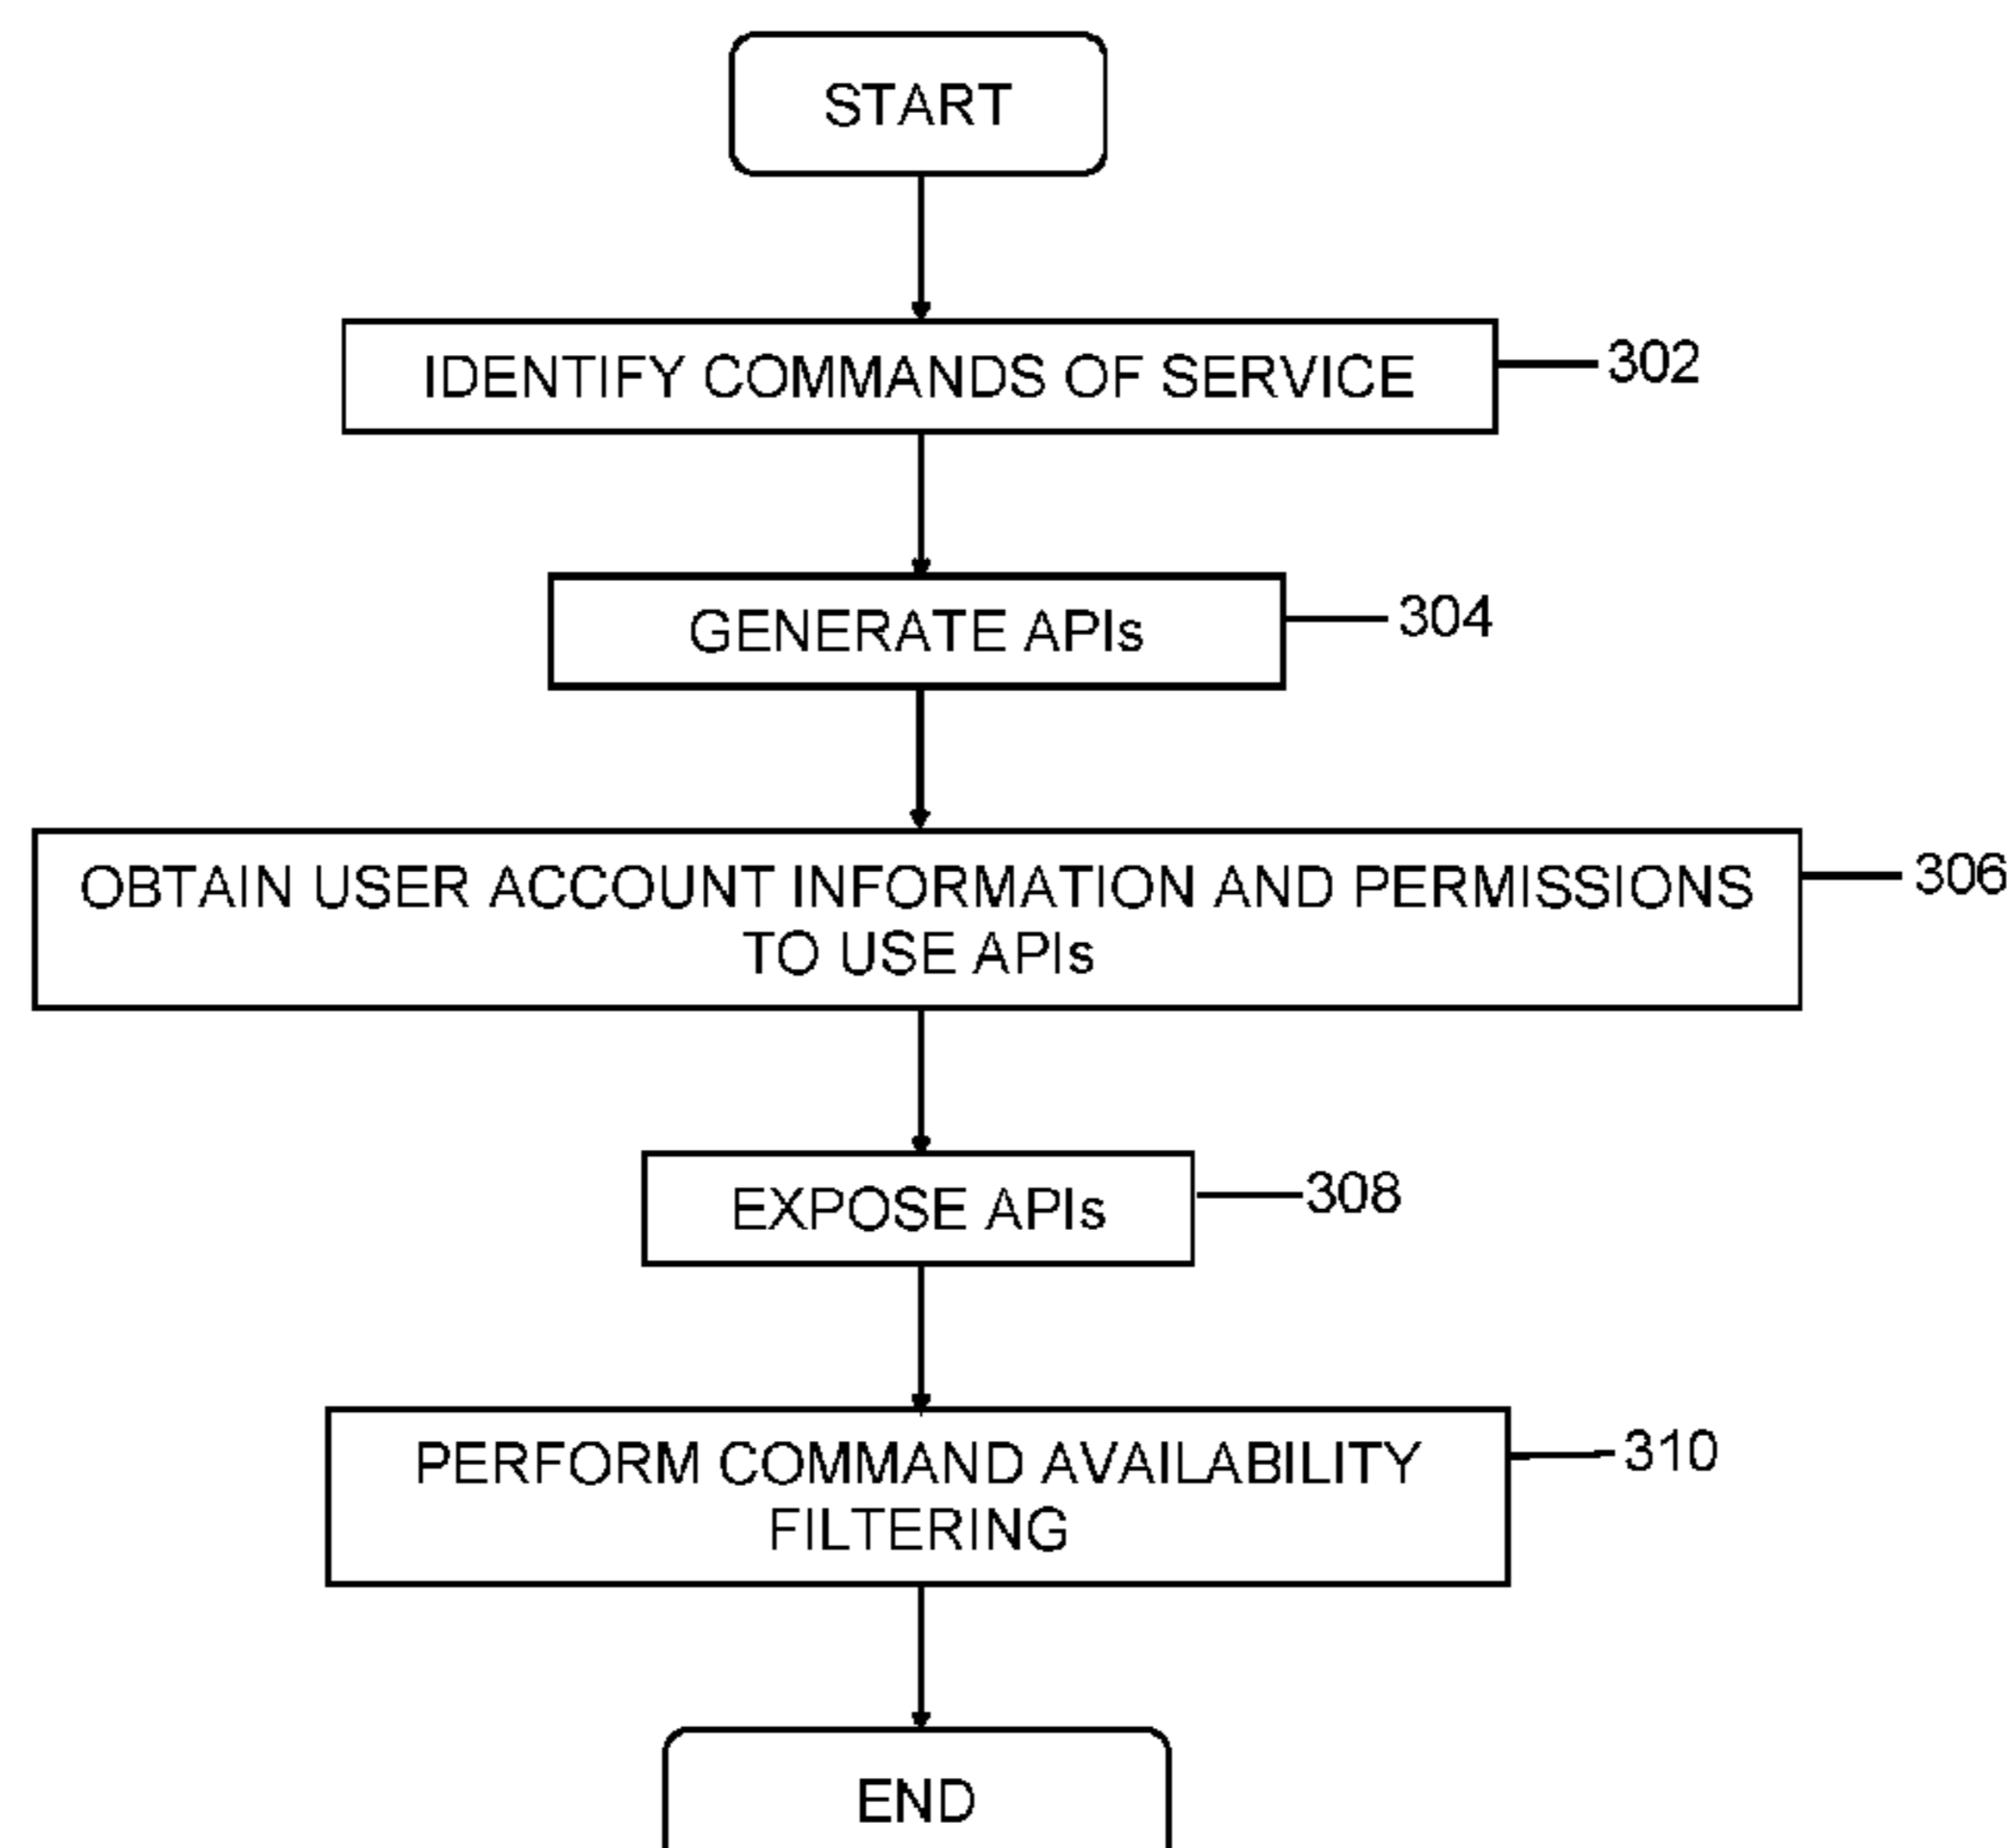 START
IDENTIFY COMMANDS OF SERVICE
302
GENERATE APIs
304
OBTAIN USER ACCOUNT INFORMATION AND PERMISSIONS
TO USE APIs
306
EXPOSE APIs
308
PERFORM COMMAND AVAILABILITY
FILTERING
310
END